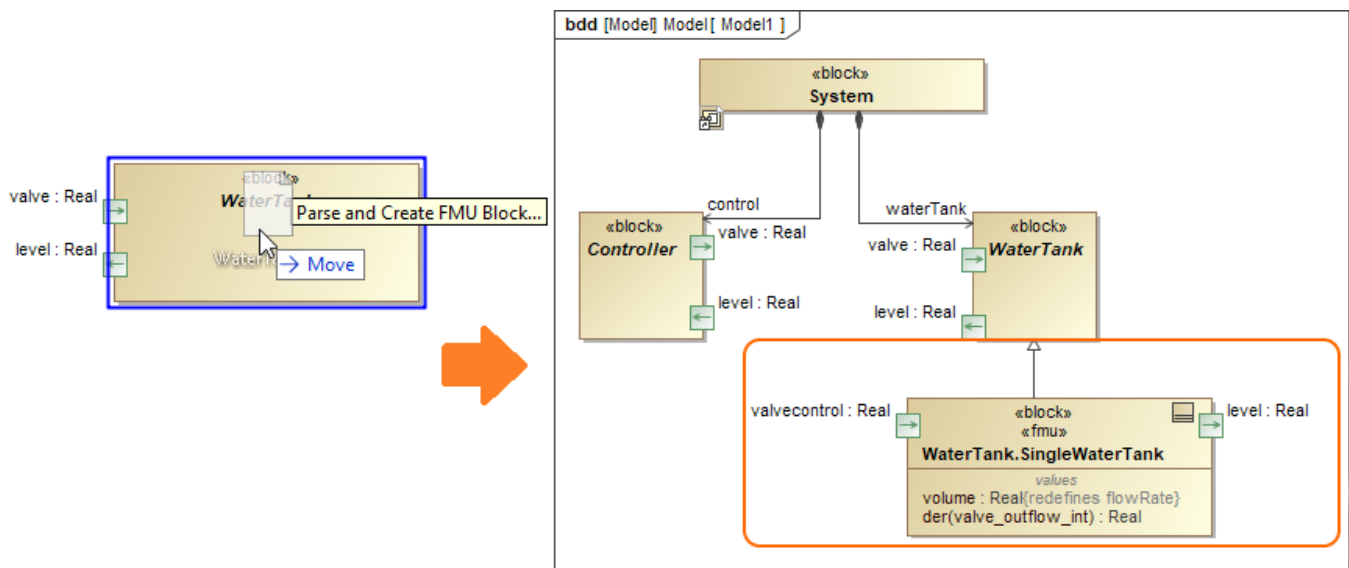 «block»
WaterTank
valve : Real
level : Real
Parse and Create FMU Block...
Move
bdd [Model] Model[ Model1 ]
«block»
System
control
waterTank
«block»
Controller
valve : Real
level : Real
«block»
WaterTank
valve : Real
level : Real
valvecontrol : Real
«block»
«fmu»
WaterTank.SingleWaterTank
level : Real
values
volume : Real{redefines flowRate}
der(valve_outflow_int) : Real